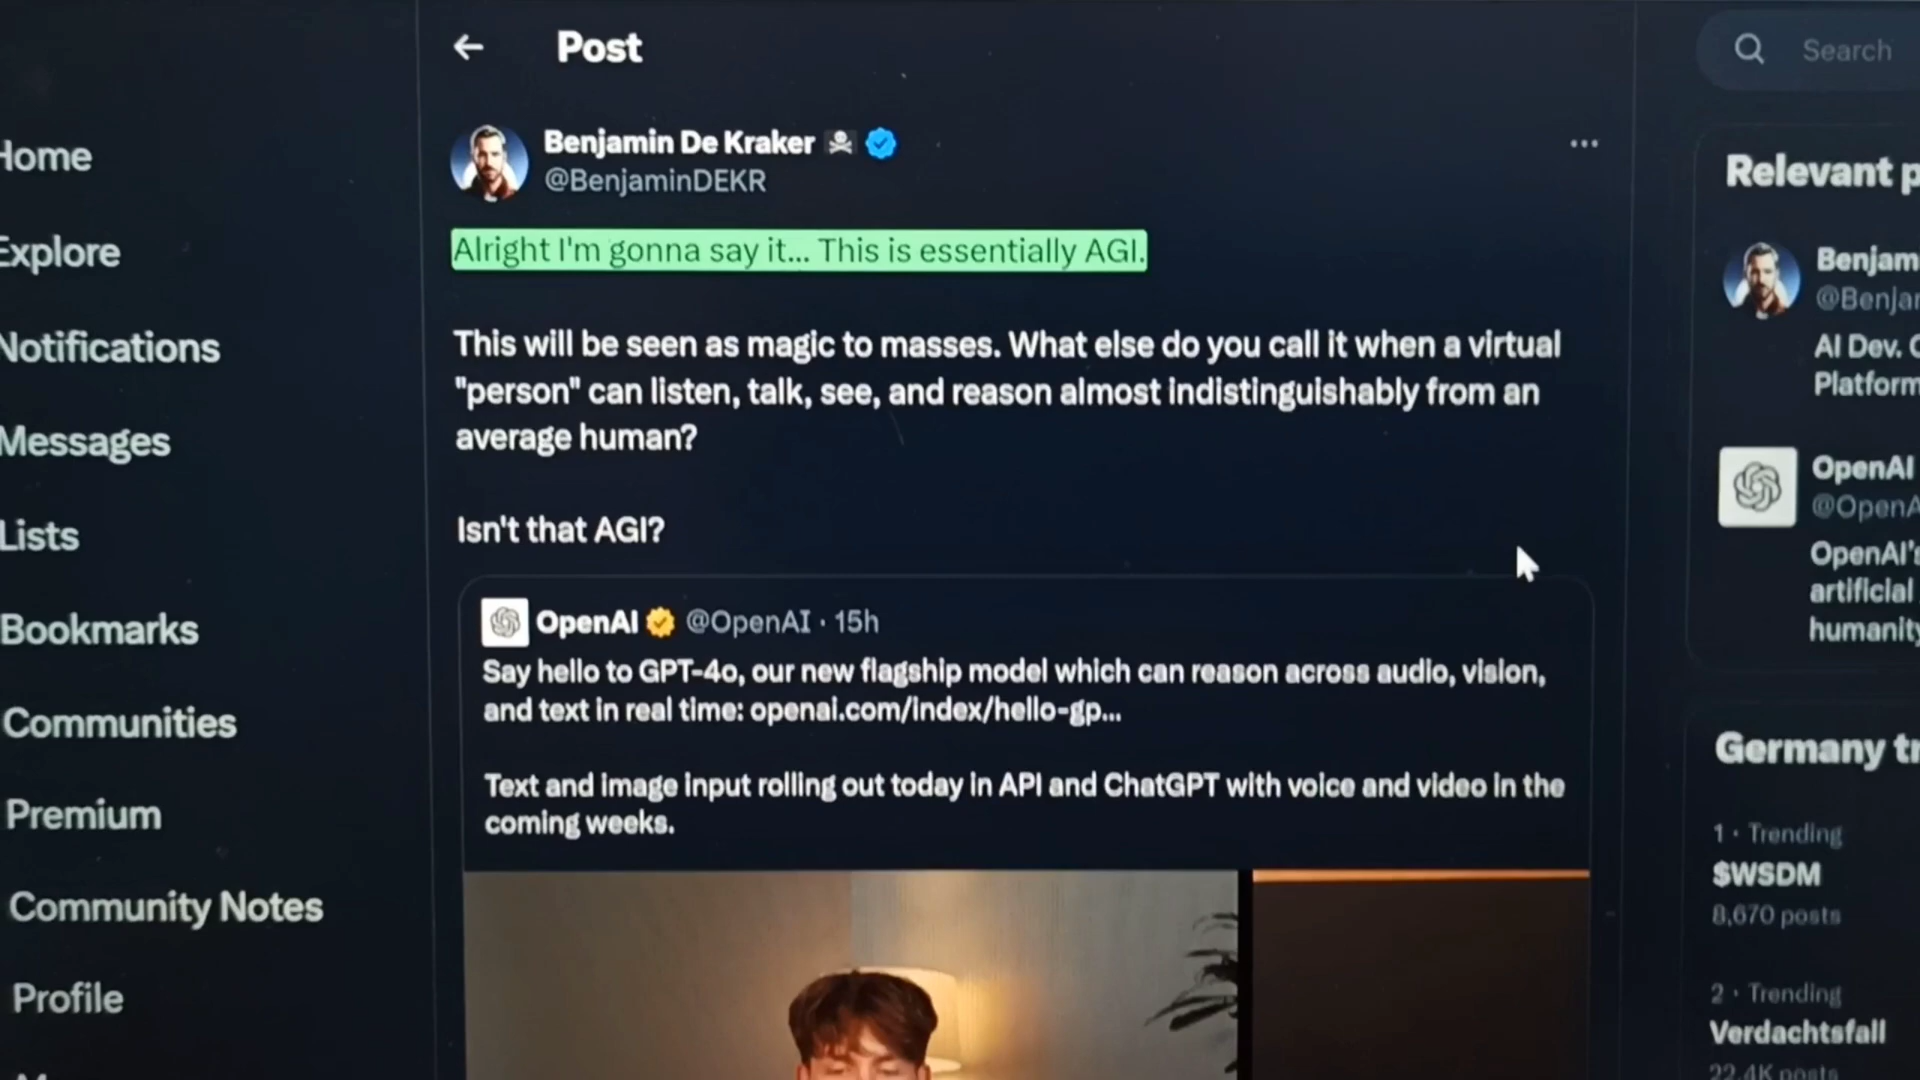 Post
Search
Home
Explore
Notifications
Messages
Lists
Bookmarks
Communities
Premium
Community Notes
Profile
Benjamin De Kraker
@BenjaminDEKR
Alright I'm gonna say it... This is essentially AGI.
This will be seen as magic to masses. What else do you call it when a virtual
"person" can listen, talk, see, and reason almost indistinguishably from an
average human?
Isn't that AGI?
OpenAI @OpenAI · 15h
Say hello to GPT-4o, our new flagship model which can reason across audio, vision,
and text in real time: openai.com/index/hello-gp...
Text and image input rolling out today in API and ChatGPT with voice and video in the
coming weeks.
Relevant p
Benjam
@Benja
AI Dev. C
Platform
OpenAI
@OpenA
OpenAI's
artificial
humanity
Germany tr
1 · Trending
$WSDM
8,670 posts
2 · Trending
Verdachtsfall
22.4K posts